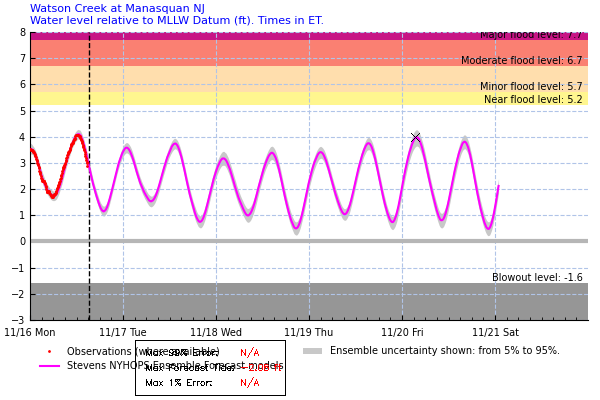 Watson Creek at Manasquan NJ
Water level relative to MLLW Datum (ft). Times in ET.
8
7
6
5
4
3
2
1
0
−1
−2
−3
Major flood level: 7.7
Moderate flood level: 6.7
Minor flood level: 5.7
Near flood level: 5.2
Blowout level: -1.6
11/16 Mon
11/17 Tue
11/18 Wed
11/19 Thu
11/20 Fri
11/21 Sat
Observations (where available)
Stevens NYHOPS Ensemble Forecast models
Ensemble uncertainty shown: from 5% to 95%.
Error: N/A
Max Forecast Tide:
Max 1% Error: N/A